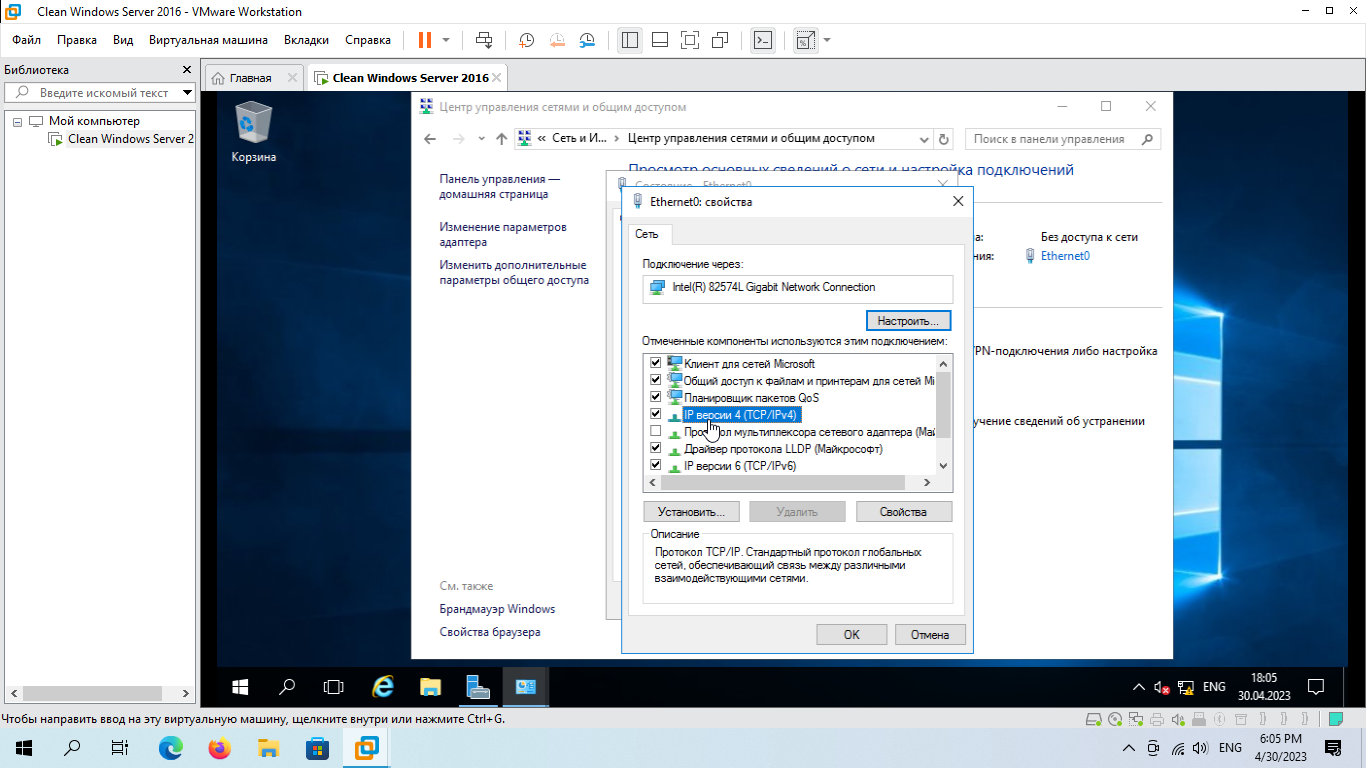 Clean Windows Server 2016 - VMware Workstation
Файл Правка Вид Виртуальная машина Вкладки Справка
Библиотека
Введите искомый текст
Мой компьютер
Clean Windows Server 2
Главная
Clean Windows Server 2016
Корзина
Центр управления сетями и общим доступом
« Сеть и И... › Центр управления сетями и общим доступом
Поиск в панели управления
Панель управления —
домашняя страница
Изменение параметров
адаптера
Изменить дополнительные
параметры общего доступа
Просмотр основных сведений о сети и настройка подключений
Состояние - Ethernet0
а: Без доступа к сети
ния: Ethernet0
PN-подключения либо настройка
учение сведений об устранении
См. также
Брандмауэр Windows
Свойства браузера
Ethernet0: свойства
Сеть
Подключение через:
Intel(R) 82574L Gigabit Network Connection
Настроить...
Отмеченные компоненты используются этим подключением:
Клиент для сетей Microsoft
Общий доступ к файлам и принтерам для сетей Mi
Планировщик пакетов QoS
IP версии 4 (TCP/IPv4)
Протокол мультиплексора сетевого адаптера (Май
Драйвер протокола LLDP (Майкрософт)
IP версии 6 (TCP/IPv6)
Установить... Удалить Свойства
Описание
Протокол TCP/IP. Стандартный протокол глобальных
сетей, обеспечивающий связь между различными
взаимодействующими сетями.
OK Отмена
ENG
18:05
30.04.2023
Чтобы направить ввод на эту виртуальную машину, щелкните внутри или нажмите Ctrl+G.
ENG
6:05 PM
4/30/2023